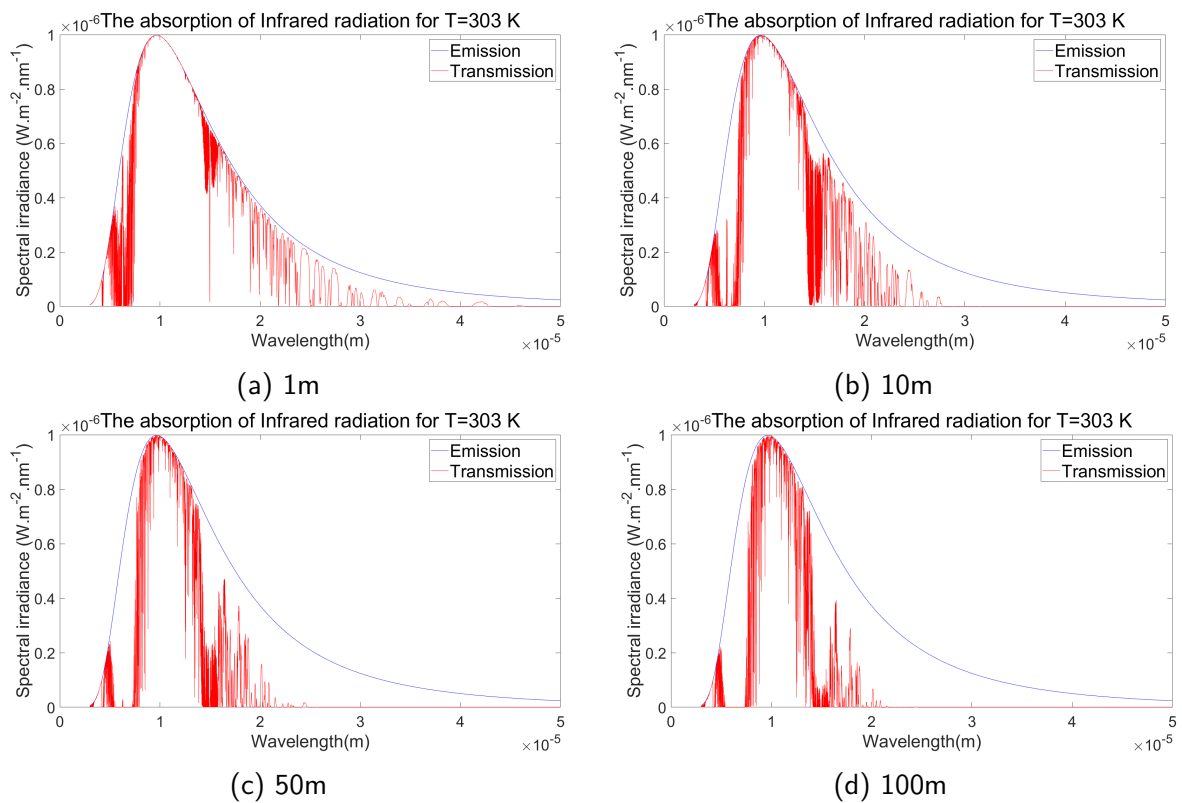 ×10⁻⁶The absorption of Infrared radiation for T=303 K
Emission
Transmission
Spectral irradiance (W.m⁻².nm⁻¹)
1
0.8
0.6
0.4
0.2
0
0 1 2 3 4 5
Wavelength(m)
×10⁻⁵
(a) 1m
×10⁻⁶The absorption of Infrared radiation for T=303 K
Emission
Transmission
Spectral irradiance (W.m⁻².nm⁻¹)
1
0.8
0.6
0.4
0.2
0
0 1 2 3 4 5
Wavelength(m)
×10⁻⁵
(b) 10m
×10⁻⁶The absorption of Infrared radiation for T=303 K
Emission
Transmission
Spectral irradiance (W.m⁻².nm⁻¹)
1
0.8
0.6
0.4
0.2
0
0 1 2 3 4 5
Wavelength(m)
×10⁻⁵
(c) 50m
×10⁻⁶The absorption of Infrared radiation for T=303 K
Emission
Transmission
Spectral irradiance (W.m⁻².nm⁻¹)
1
0.8
0.6
0.4
0.2
0
0 1 2 3 4 5
Wavelength(m)
×10⁻⁵
(d) 100m